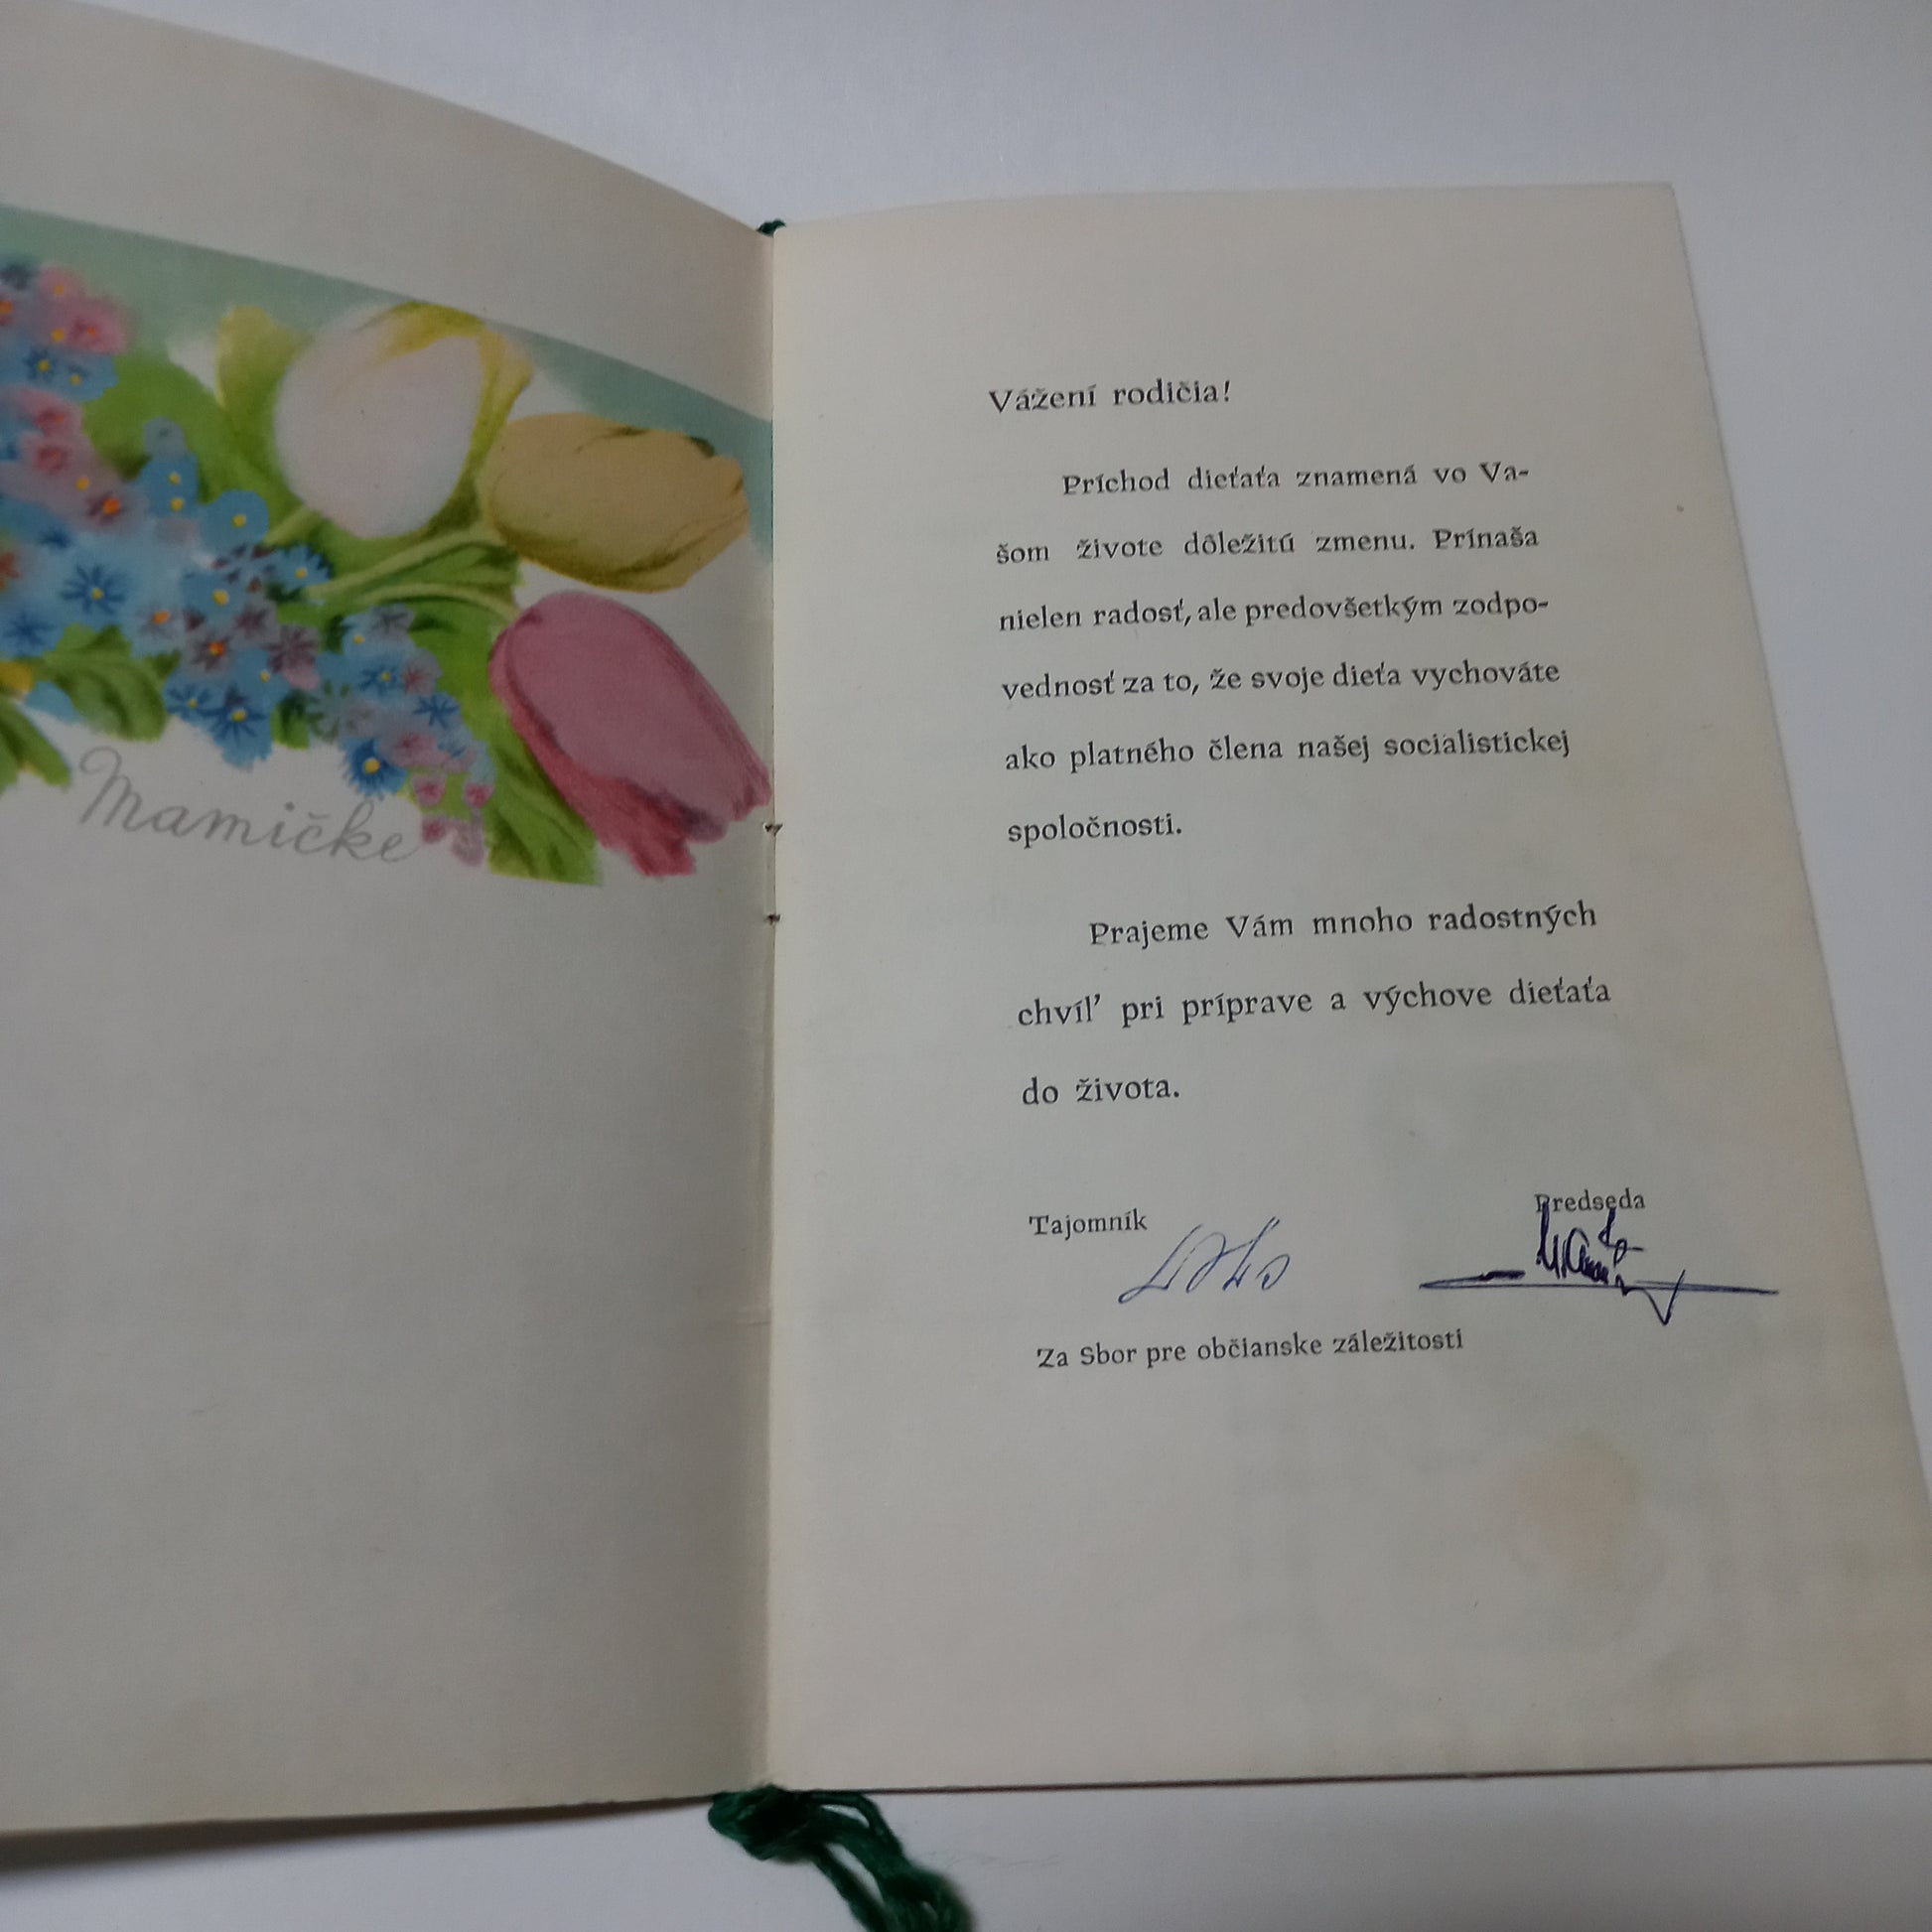 Mamičke
Vážení rodičia!
Príchod dieťaťa znamená vo Va-
šom živote dôležitú zmenu. Prínaša
nielen radosť, ale predovšetkým zodpo-
vednosť za to, že svoje dieťa vychováte
ako platného člena našej socialistickej
spoločnosti.
Prajeme Vám mnoho radostných
chvíľ pri príprave a výchove dieťaťa
do života.
Tajomník
Predseda
Za Sbor pre občianske záležitosti